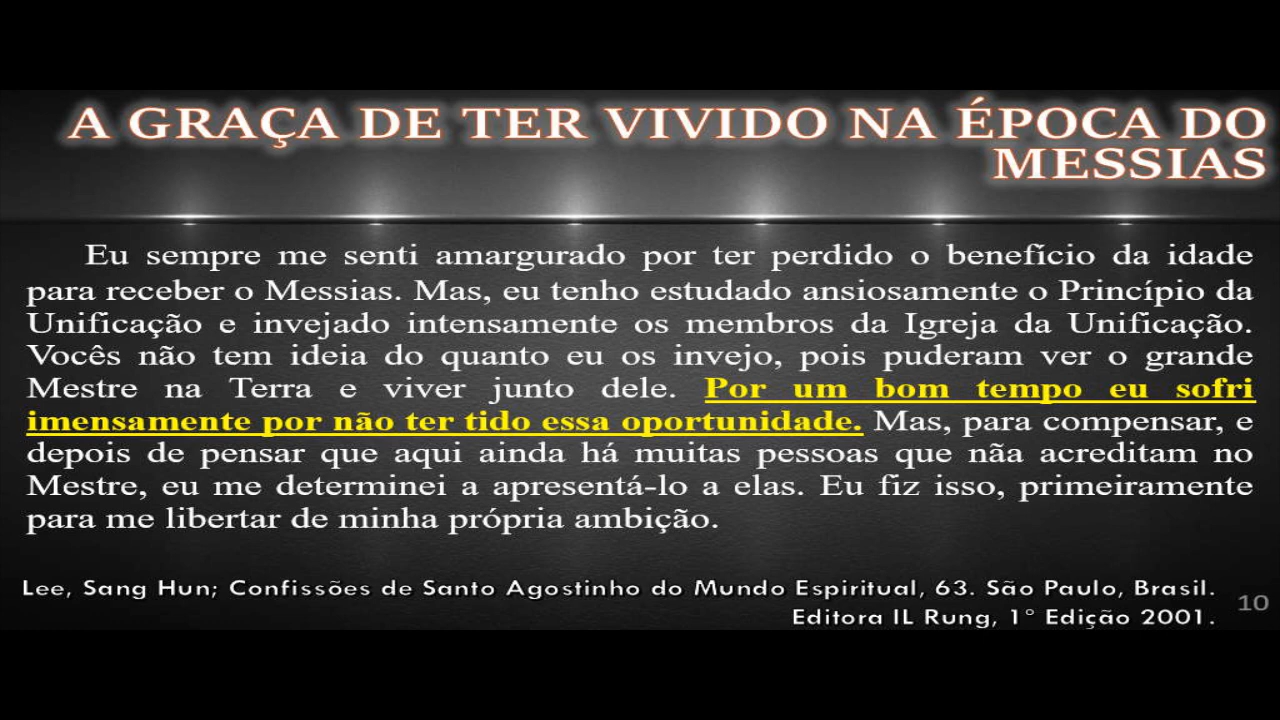 A GRAÇA DE TER VIVIDO NA ÉPOCA DO
MESSIAS
Eu sempre me senti amargurado por ter perdido o benefício da idade
para receber o Messias. Mas, eu tenho estudado ansiosamente o Princípio da
Unificação e invejado intensamente os membros da Igreja da Unificação.
Vocês não tem ideia do quanto eu os invejo, pois puderam ver o grande
Mestre na Terra e viver junto dele. Por um bom tempo eu sofri
imensamente por não ter tido essa oportunidade. Mas, para compensar, e
depois de pensar que aqui ainda há muitas pessoas que nãa acreditam no
Mestre, eu me determinei a apresentá-lo a elas. Eu fiz isso, primeiramente
para me libertar de minha própria ambição.
Lee, Sang Hun; Confissões de Santo Agostinho do Mundo Espiritual, 63. São Paulo, Brasil.
Editora IL Rung, 1° Edição 2001.
10